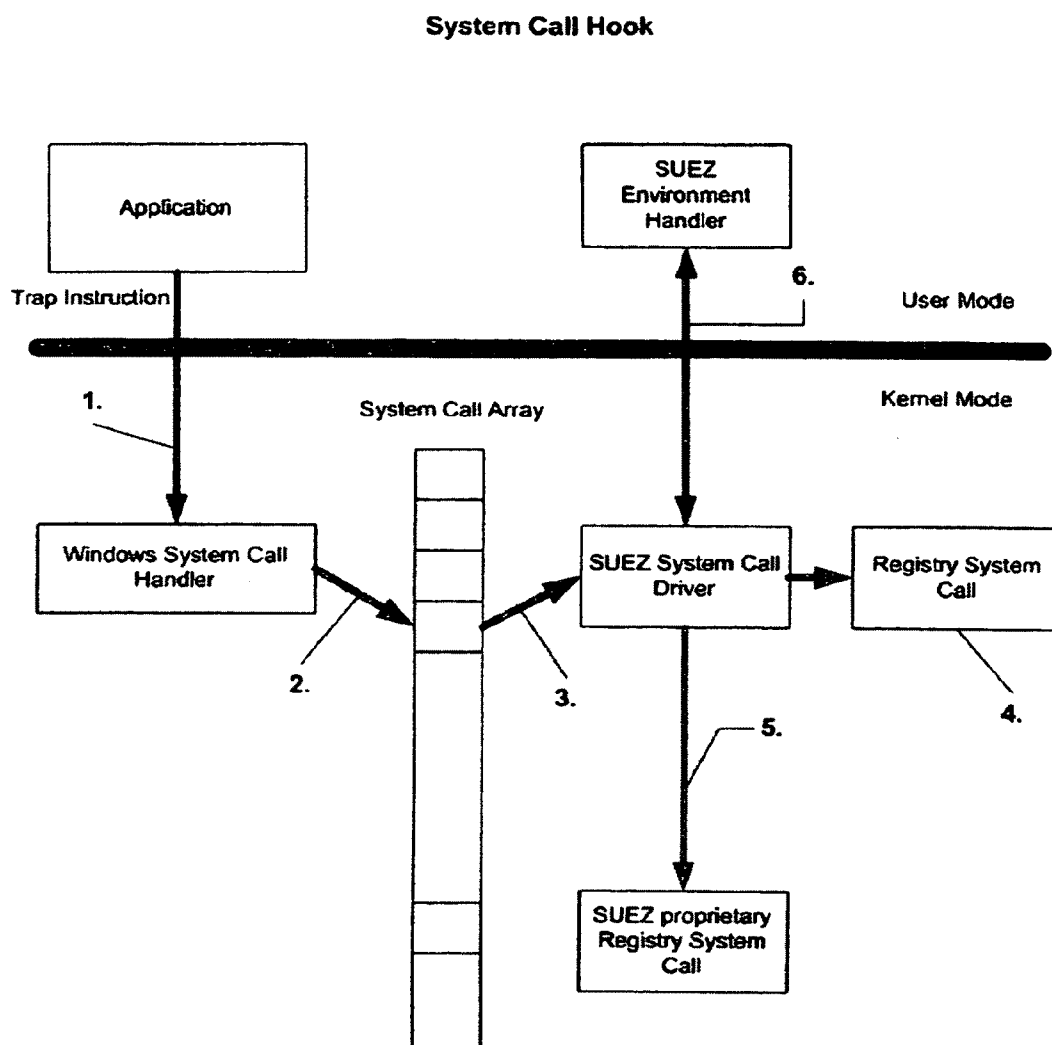 System Call Hook
Application
SUEZ
Environment
Handler
Trap Instruction
6.
User Mode
1.
System Call Array
Kernel Mode
Windows System Call
Handler
SUEZ System Call
Driver
Registry System
Call
2.
3.
4.
5.
SUEZ proprietary
Registry System
Call